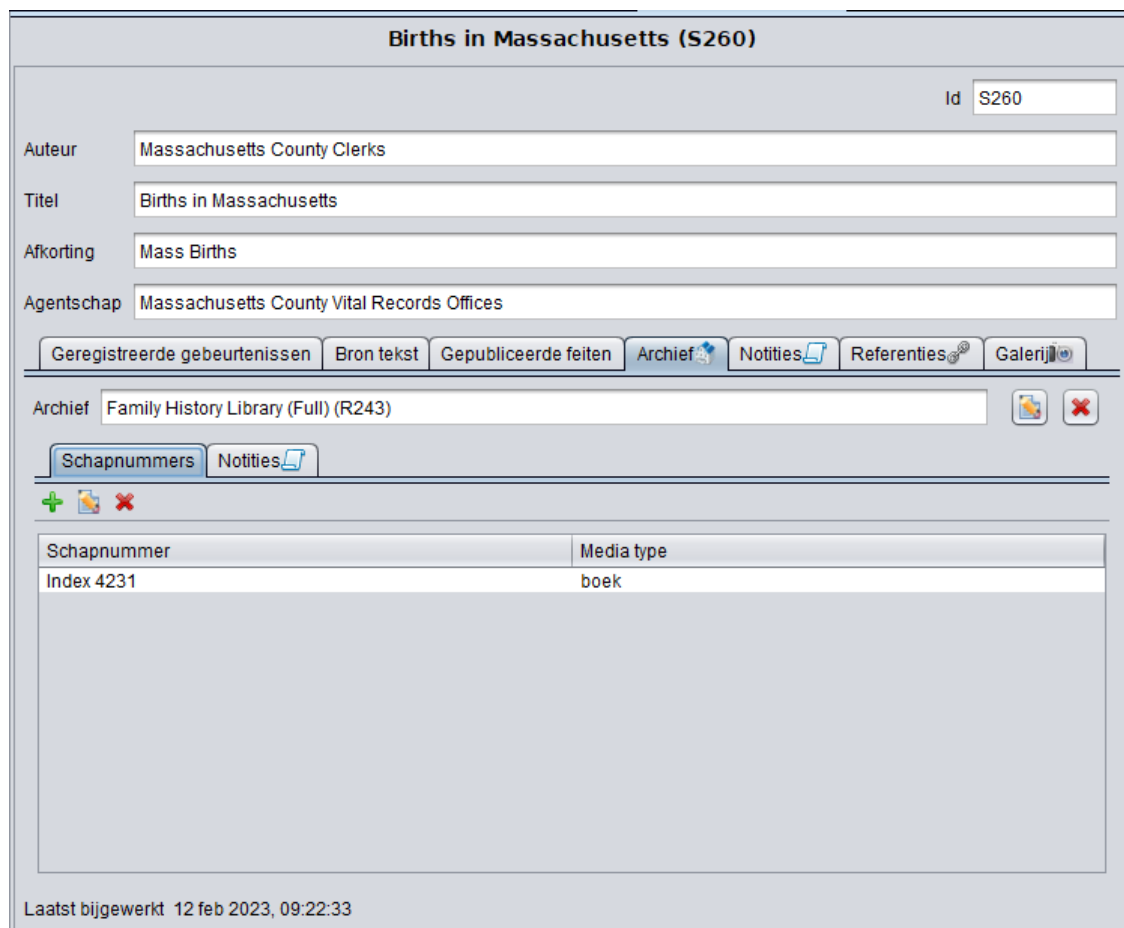 Births in Massachusetts (S260)
Id S260
Auteur Massachusetts County Clerks
Titel Births in Massachusetts
Afkorting Mass Births
Agentschap Massachusetts County Vital Records Offices
Geregistreerde gebeurtenissen Bron tekst Gepubliceerde feiten Archief Notities Referenties Galerij
Archief Family History Library (Full) (R243)
Schapnummers Notities
Schapnummer Media type
Index 4231 boek
Laatst bijgewerkt 12 feb 2023, 09:22:33